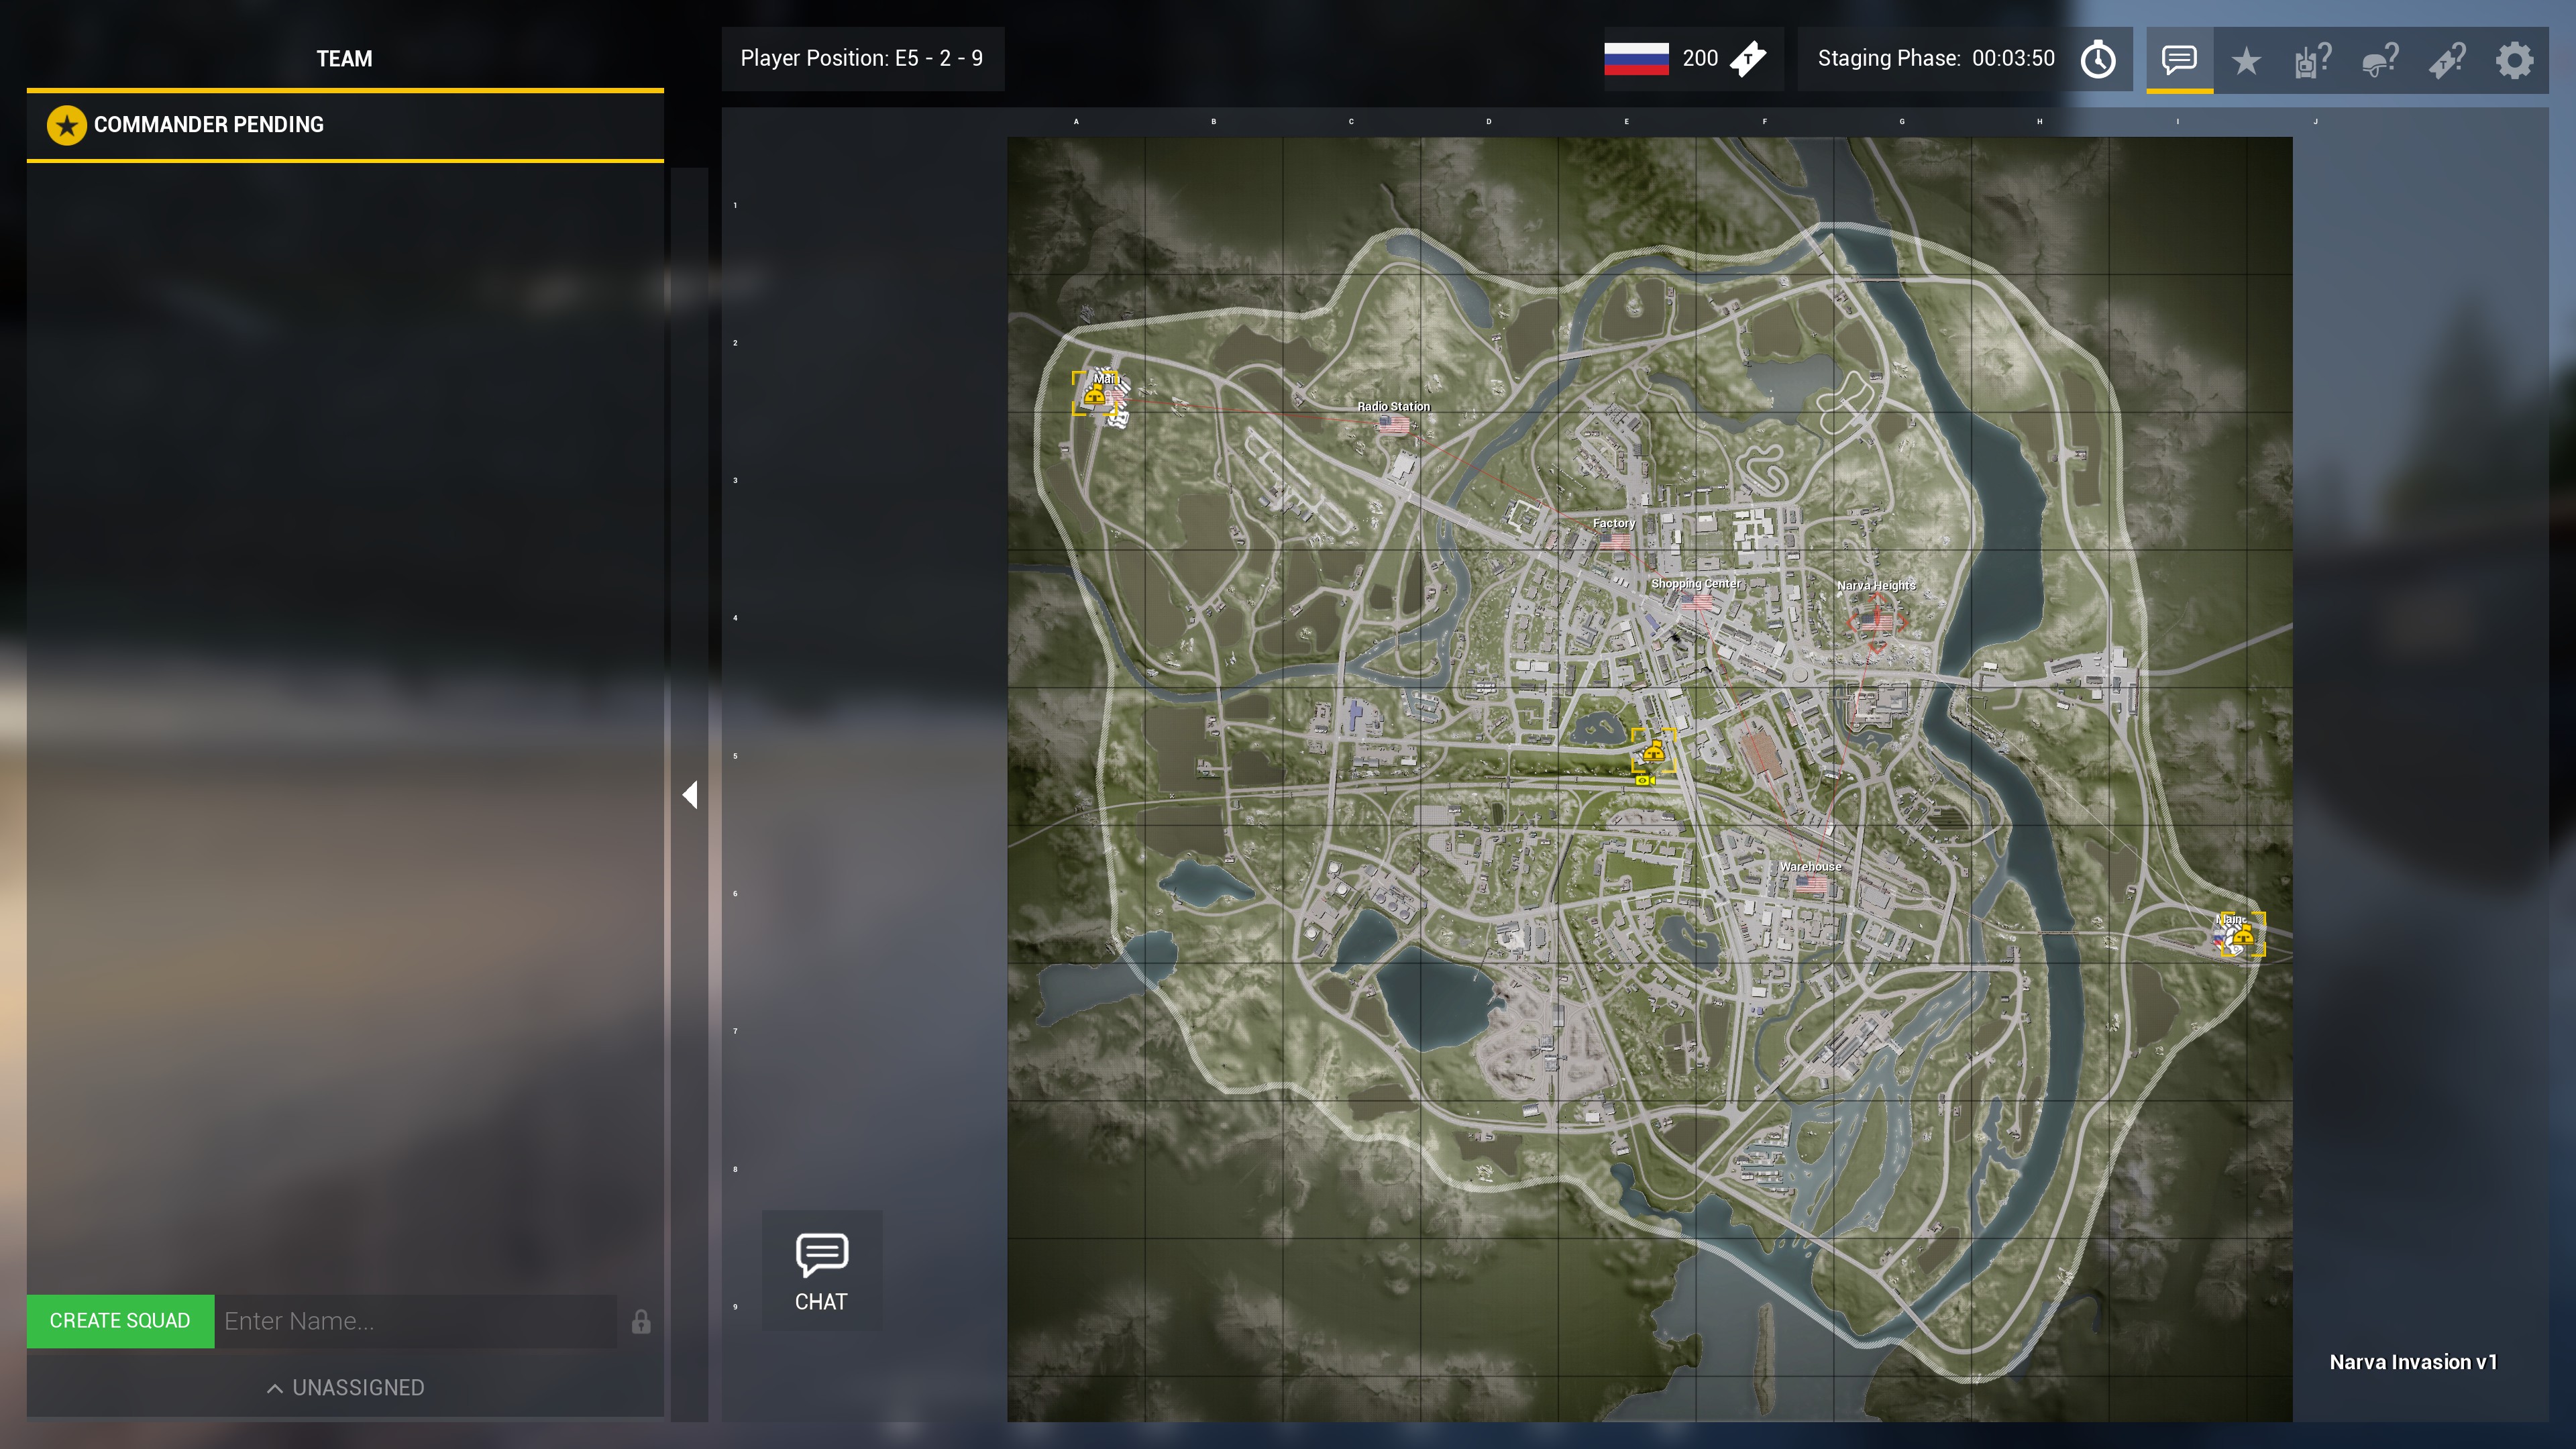 TEAM
Player Position: E5 - 2 - 9
200
Staging Phase: 00:03:50
COMMANDER PENDING
A B C D E F G H I J
1
2
Main
Radio Station
3
Factory
Shopping Center
Narva Heights
4
5
6
Warehouse
Main
7
8
CHAT
9
CREATE SQUAD
Enter Name...
Narva Invasion v1
UNASSIGNED